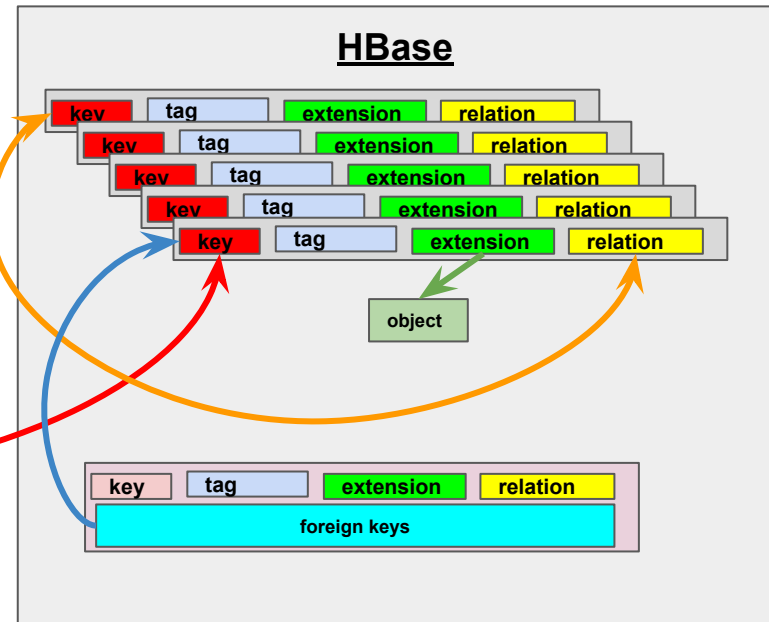 HBase
key tag extension relation
key tag extension relation
key tag extension relation
key tag extension relation
key tag extension relation
object
key tag extension relation
foreign keys